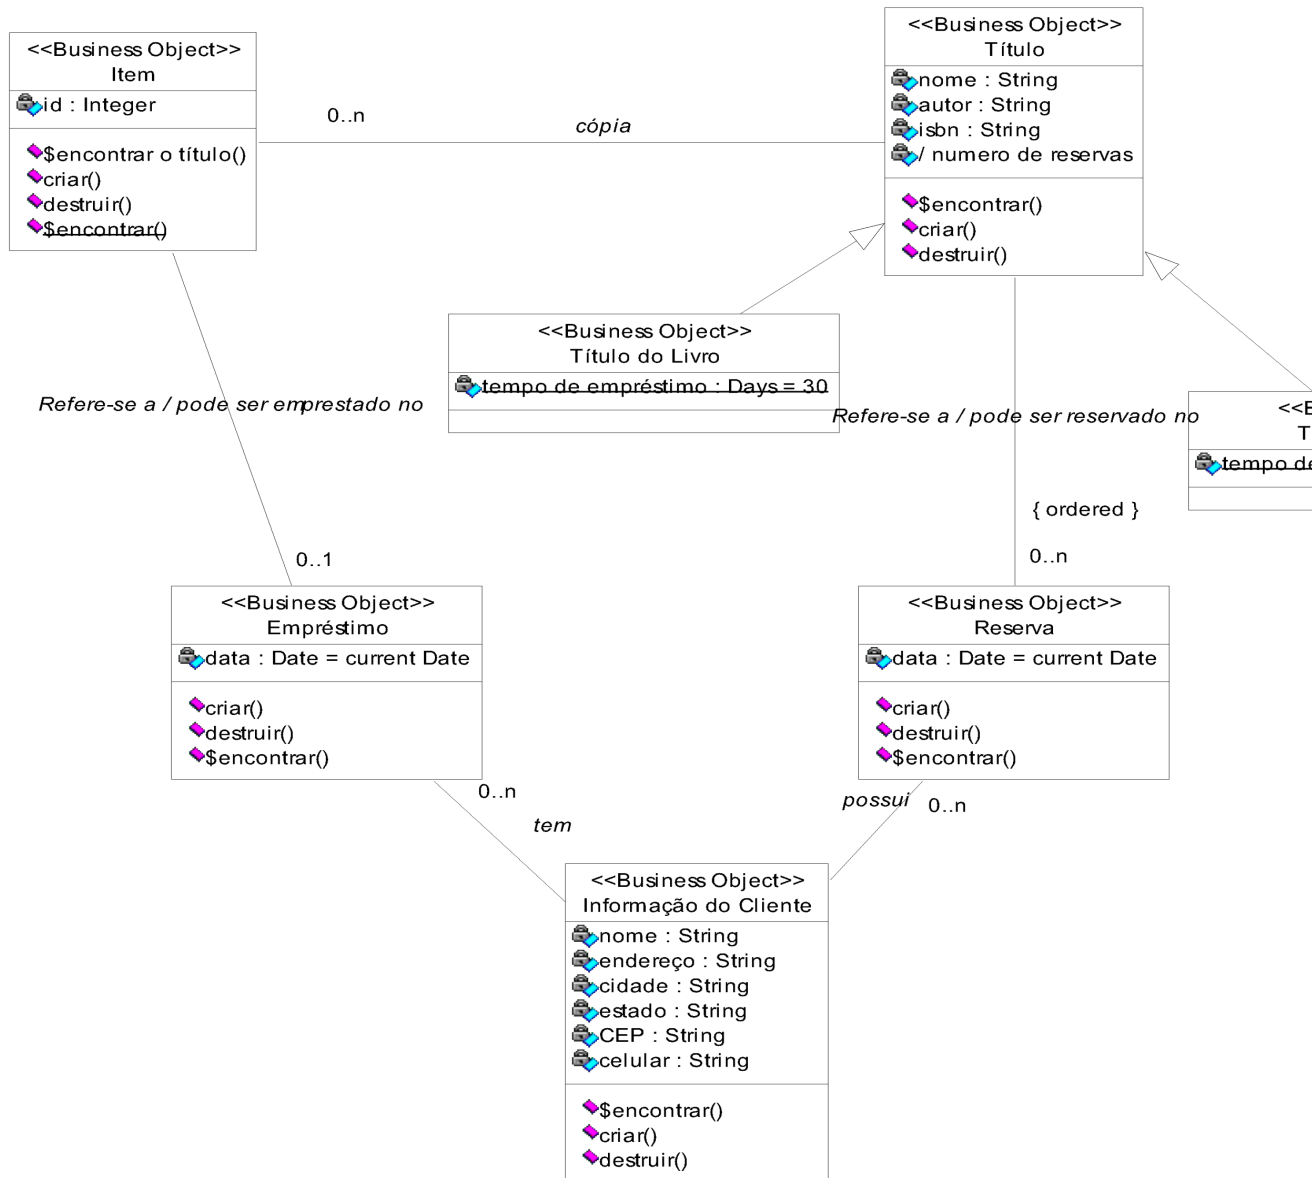 <<Business Object>>
Item
id : Integer
$encontrar o título()
criar()
destruir()
$encontrar()
0..n
cópia
<<Business Object>>
Título
nome : String
autor : String
isbn : String
/ numero de reservas
$encontrar()
criar()
destruir()
<<Business Object>>
Título do Livro
tempo de empréstimo : Days = 30
Refere-se a / pode ser emprestado no
Refere-se a / pode ser reservado no
{ ordered }
0..n
0..1
<<Business Object>>
Empréstimo
data : Date = current Date
criar()
destruir()
$encontrar()
<<Business Object>>
Reserva
data : Date = current Date
criar()
destruir()
$encontrar()
0..n
tem
possui
0..n
<<Business Object>>
Informação do Cliente
nome : String
endereço : String
cidade : String
estado : String
CEP : String
celular : String
$encontrar()
criar()
destruir()
tempo